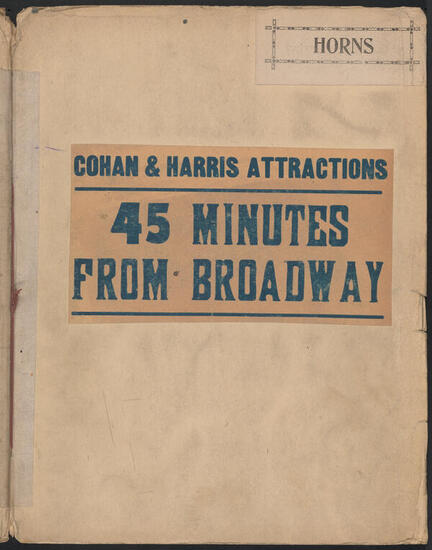 HORNS
COHAN & HARRIS ATTRACTIONS
45 MINUTES
FROM BROADWAY